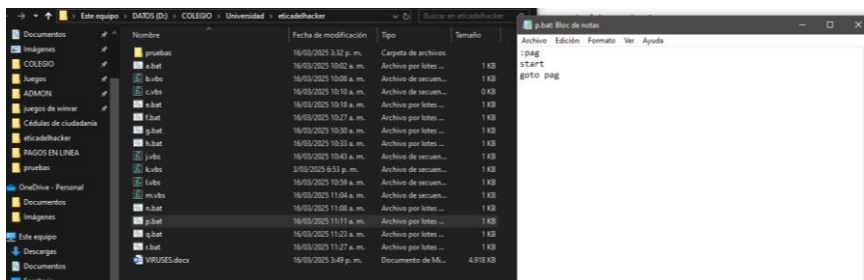 Este equipo > DATOS (D:) > COLEGIO > Universidad > eticadelhacker
Buscar en eticadelhacker
Documentos
Imágenes
COLEGIO
Juegos
ADMON
juegos de winrar
Cédulas de ciudadanía
eticadelhacker
PAGOS EN LINEA
pruebas
OneDrive - Personal
Documentos
Imágenes
Este equipo
Descargas
Documentos
Nombre Fecha de modificación Tipo Tamaño
pruebas 16/03/2025 3:32 p. m. Carpeta de archivos
a.bat 16/03/2025 10:02 a. m. Archivo por lotes ... 1 KB
b.vbs 16/03/2025 10:08 a. m. Archivo de secuen... 1 KB
c.vbs 16/03/2025 10:10 a. m. Archivo de secuen... 0 KB
e.bat 16/03/2025 10:18 a. m. Archivo por lotes ... 1 KB
f.bat 16/03/2025 10:27 a. m. Archivo por lotes ... 1 KB
g.bat 16/03/2025 10:30 a. m. Archivo por lotes ... 1 KB
h.bat 16/03/2025 10:33 a. m. Archivo por lotes ... 1 KB
j.vbs 16/03/2025 10:43 a. m. Archivo de secuen... 1 KB
k.vbs 3/03/2025 6:53 p. m. Archivo de secuen... 1 KB
l.vbs 16/03/2025 10:59 a. m. Archivo de secuen... 1 KB
m.vbs 16/03/2025 11:04 a. m. Archivo de secuen... 1 KB
n.bat 16/03/2025 11:08 a. m. Archivo por lotes ... 1 KB
p.bat 16/03/2025 11:11 a. m. Archivo por lotes ... 1 KB
q.bat 16/03/2025 11:23 a. m. Archivo por lotes ... 1 KB
r.bat 16/03/2025 11:27 a. m. Archivo por lotes ... 1 KB
VIRUSES.docx 16/03/2025 3:49 p. m. Documento de Mi... 4.918 KB
p.bat: Bloc de notas
Archivo Edición Formato Ver Ayuda
:pag
start
goto pag